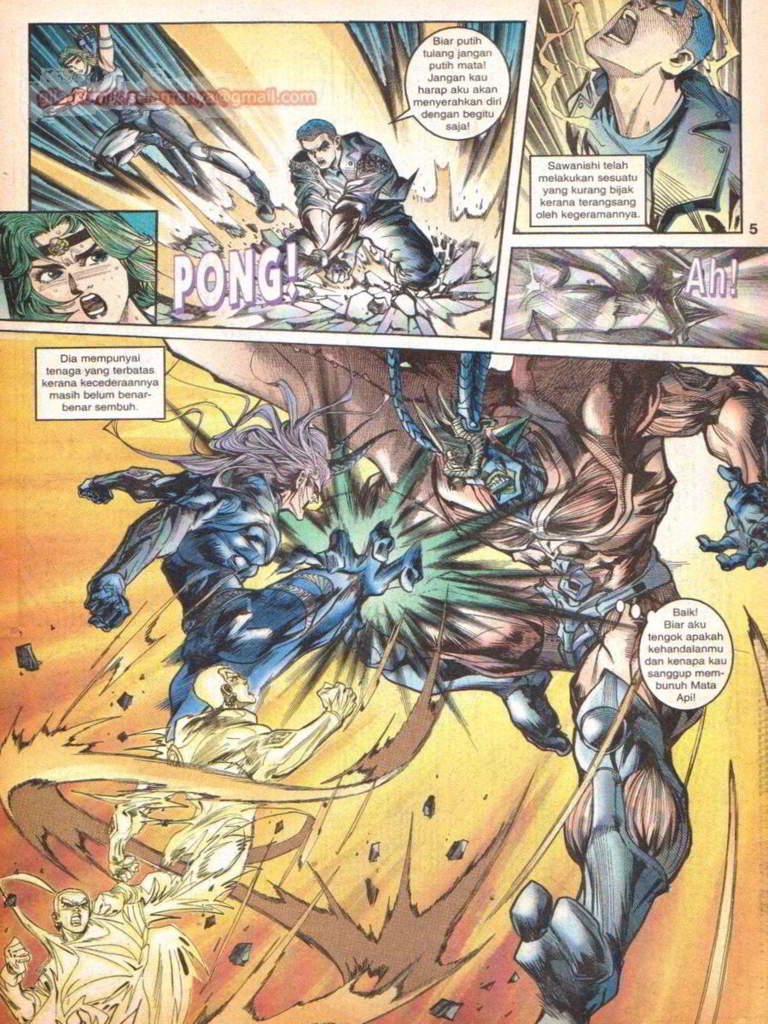 Biar putih
tulang jangan
putih mata!
Jangan kau
harap aku akan
menyerahkan diri
dengan begitu
saja!
Sawanishi telah
melakukan sesuatu
yang kurang bijak
kerana terangsang
oleh kegeramannya.
5
PONG!
Ah!
Dia mempunyai
tenaga yang terbatas
kerana kecederaannya
masih belum benar-
benar sembuh.
Baik!
Biar aku
tengok apakah
kehandalanmu
dan kenapa kau
sanggup mem-
bunuh Mata
Api!